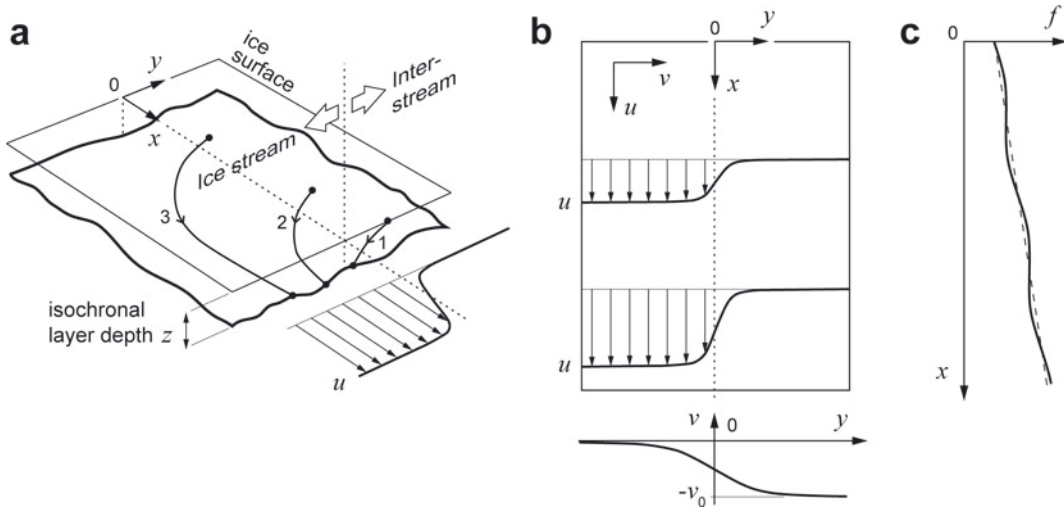 a
ice
surface
Inter-
stream
y
0
x
Ice stream
3
2
1
isochronal
layer depth z
u
b
0
y
v
x
u
u
u
v
0
y
-v0
c
0
f
x